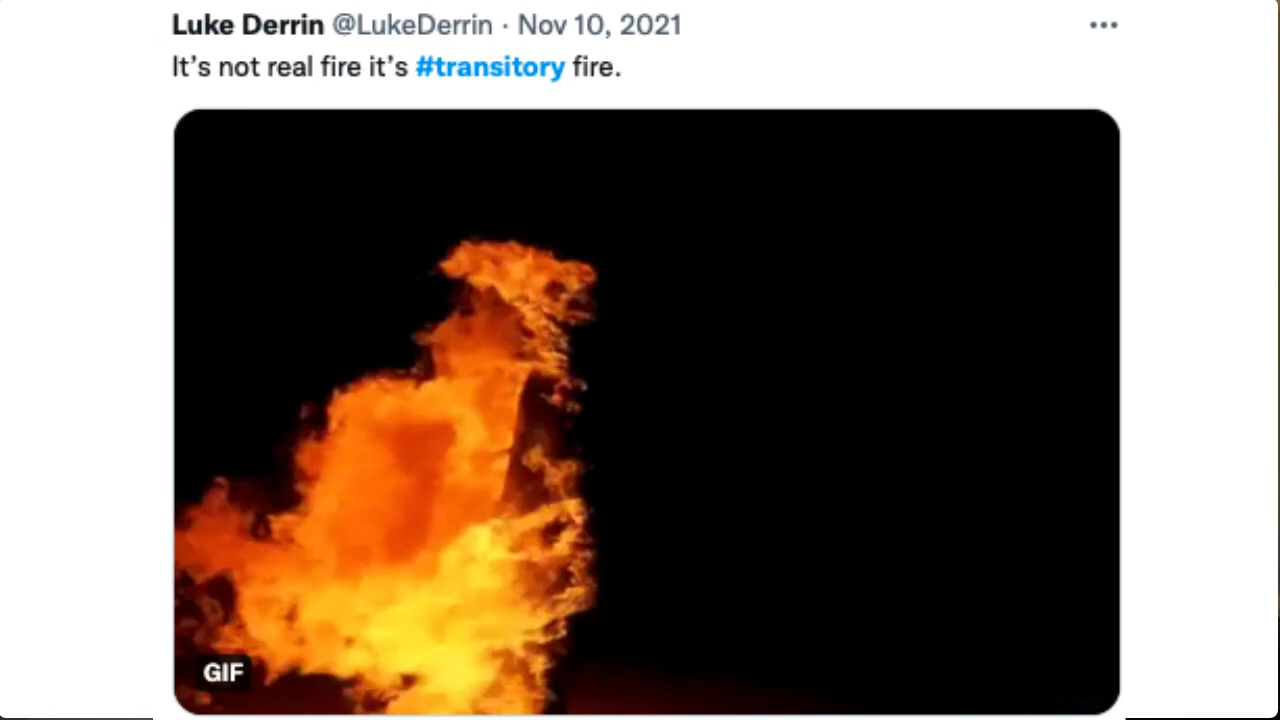 Luke Derrin @LukeDerrin · Nov 10, 2021
It’s not real fire it’s #transitory fire.
GIF